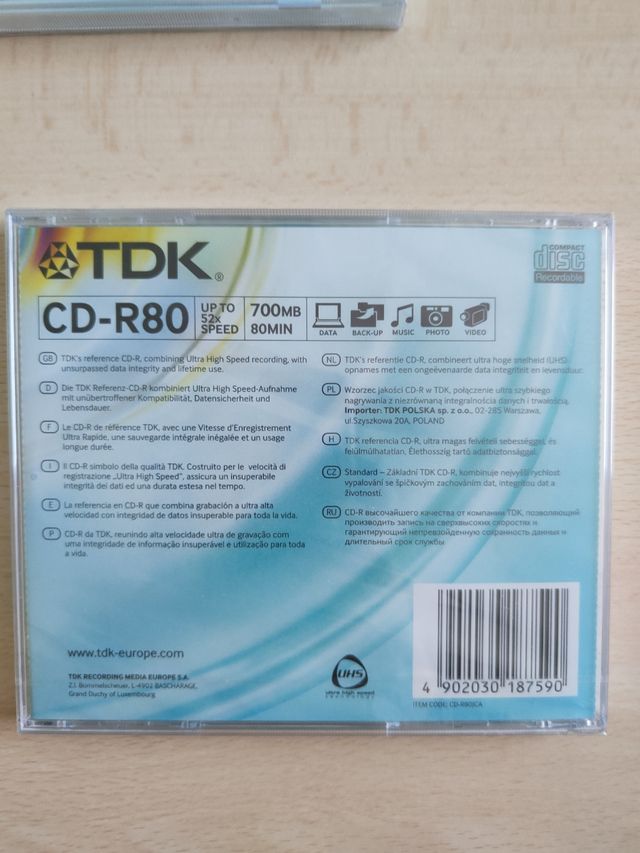 TDK®
COMPACT
disc
Recordable
CD-R80
UP TO
52x
SPEED
700MB
80MIN
DATA
BACK-UP
MUSIC
PHOTO
VIDEO
GB TDK's reference CD-R, combining Ultra High Speed recording, with
unsurpassed data integrity and lifetime use.
D Die TDK Referenz-CD-R kombiniert Ultra High Speed-Aufnahme
mit unübertroffener Kompatibilität, Datensicherheit und
Lebensdauer.
F Le CD-R de référence TDK, avec une Vitesse d'Enregistrement
Ultra Rapide, une sauvegarde intégrale inégalée et un usage
longue durée.
I Il CD-R simbolo della qualità TDK. Costruito per le velocità di
registrazione „Ultra High Speed", assicura un insuperabile
integrità dei dati ed una durata estesa nel tempo.
E La referencia en CD-R que combina grabación a ultra alta
velocidad con integridad de datos insuperable para toda la vida.
P CD-R da TDK, reunindo alta velocidade ultra de gravação com
uma integridade de informação insuperável e utilização para toda
a vida.
NL TDK's referentie CD-R, combineert ultra hoge snelheid (UHS)
opnames met een ongeëvenaarde data integriteit en levensduur.
PL Wzorzec jakości CD-R w TDK, połączenie ultra szybkiego
nagrywania z niezrównaną integralnością danych i trwałością.
Importer: TDK POLSKA sp. z o.o., 02-285 Warszawa,
ul.Szyszkowa 20A, POLAND
H TDK referencia CD-R, ultra magas felvételi sebességgel, és
felülmúlhatatlan. Élethosszig tartó adatbiztonsággal.
CZ Standard – Základní TDK CD-R, kombinuje nejvyšší rychlost
vypalování se špičkovým zachováním dat, integritou dat a
životností.
RU CD-R высочайшего качества от компании TDK, позволяющий
производить запись на сверхвысоких скоростях и
гарантирующий непревзойденную сохранность данных и
длительный срок службы
www.tdk-europe.com
TDK RECORDING MEDIA EUROPE S.A.
Z.I. Bommelscheuer, L-4902 BASCHARAGE,
Grand Duchy of Luxembourg
UHS
ultra high speed
4 902030 187590
ITEM CODE: CD-R80JCA